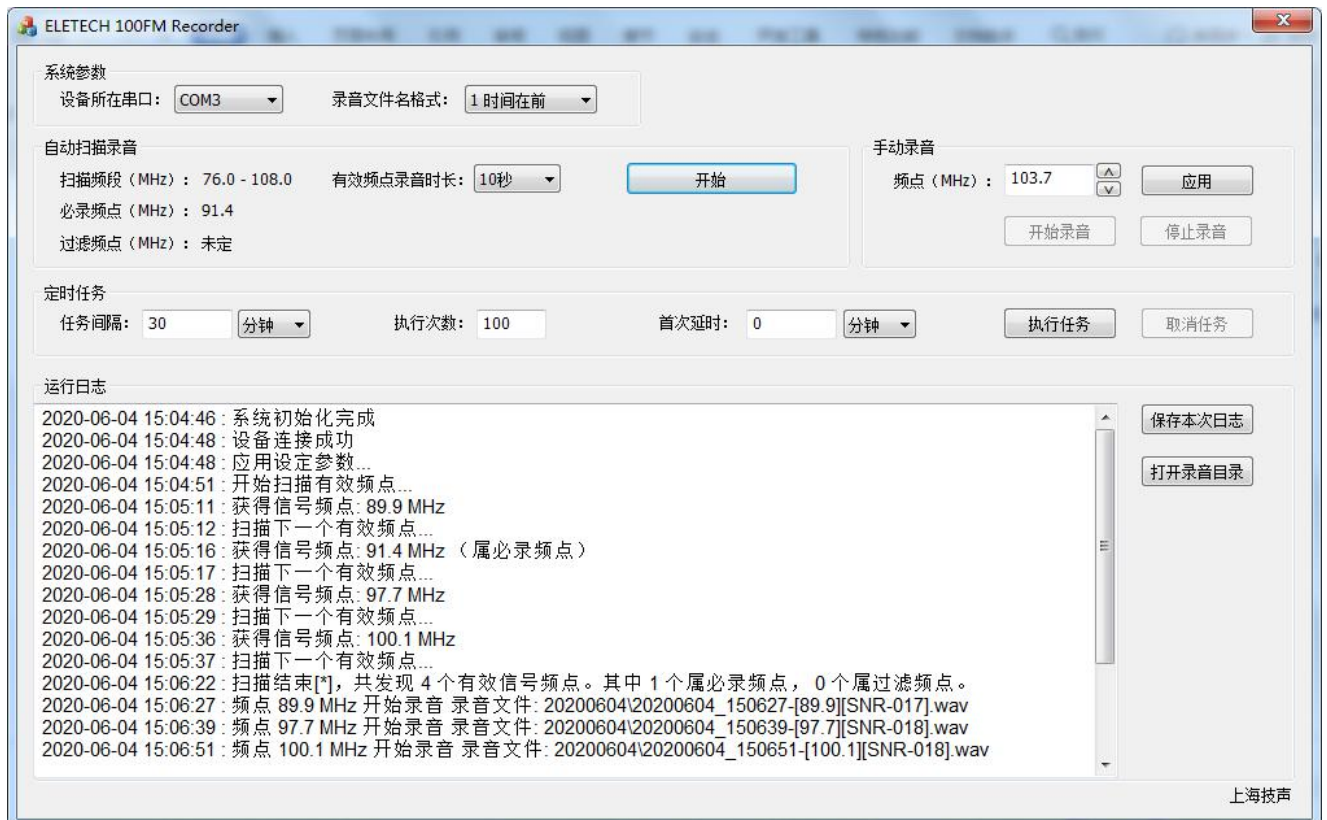 ELETECH 100FM Recorder
系统参数
设备所在串口： COM3 录音文件名格式： 1 时间在前
自动扫描录音 手动录音
扫描频段（MHz）: 76.0 - 108.0 有效频点录音时长： 10秒 开始 频点（MHz）: 103.7 应用
必录频点（MHz）: 91.4
开始录音 停止录音
过滤频点（MHz）: 未定
定时任务
任务间隔： 30 分钟 执行次数： 100 首次延时： 0 分钟 执行任务 取消任务
运行日志
2020-06-04 15:04:46 : 系统初始化完成 保存本次日志
2020-06-04 15:04:48 : 设备连接成功
2020-06-04 15:04:48 : 应用设定参数...
2020-06-04 15:04:51 : 开始扫描有效频点... 打开录音目录
2020-06-04 15:05:11 : 获得信号频点: 89.9 MHz
2020-06-04 15:05:12 : 扫描下一个有效频点...
2020-06-04 15:05:16 : 获得信号频点: 91.4 MHz （属必录频点）
2020-06-04 15:05:17 : 扫描下一个有效频点...
2020-06-04 15:05:28 : 获得信号频点: 97.7 MHz
2020-06-04 15:05:29 : 扫描下一个有效频点...
2020-06-04 15:05:36 : 获得信号频点: 100.1 MHz
2020-06-04 15:05:37 : 扫描下一个有效频点...
2020-06-04 15:06:22 : 扫描结束[*]，共发现 4 个有效信号频点。其中 1 个属必录频点， 0 个属过滤频点。
2020-06-04 15:06:27 : 频点 89.9 MHz 开始录音 录音文件: 20200604\20200604_150627-[89.9][SNR-017].wav
2020-06-04 15:06:39 : 频点 97.7 MHz 开始录音 录音文件: 20200604\20200604_150639-[97.7][SNR-018].wav
2020-06-04 15:06:51 : 频点 100.1 MHz 开始录音 录音文件: 20200604\20200604_150651-[100.1][SNR-018].wav
上海技声